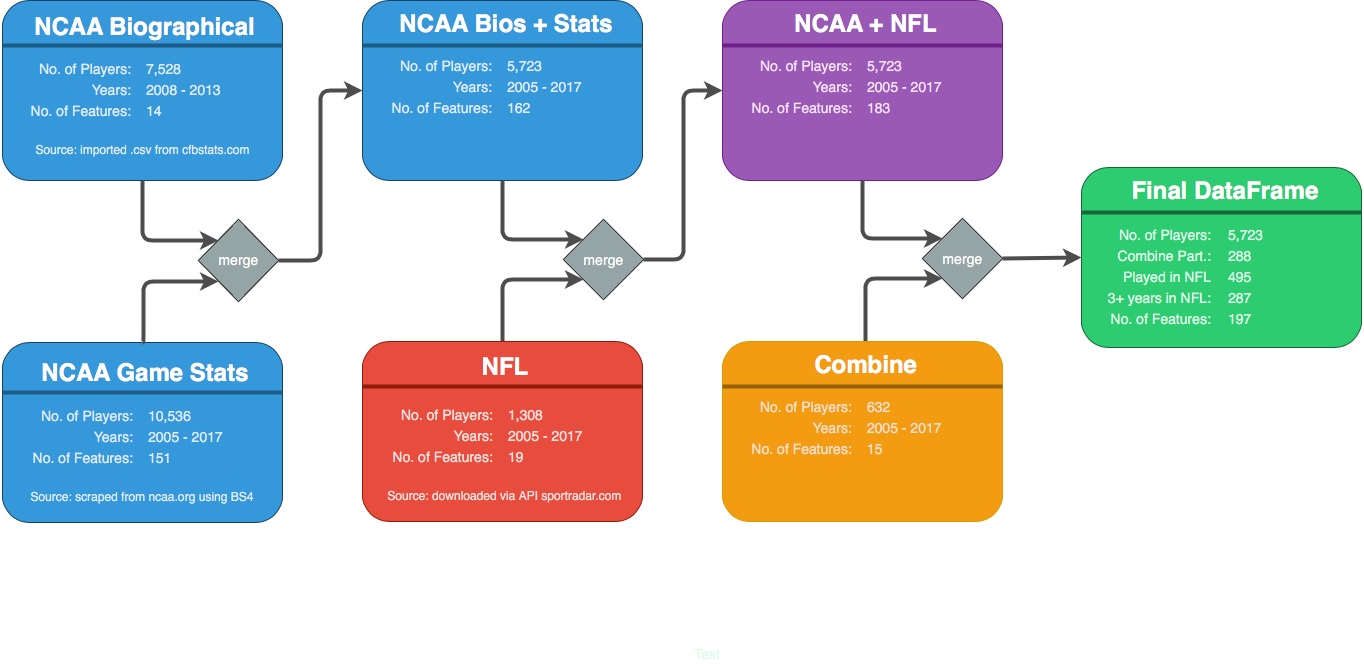 NCAA Biographical
No. of Players: 7,528
Years: 2008 - 2013
No. of Features: 14
Source: imported .csv from cfbstats.com
NCAA Bios + Stats
No. of Players: 5,723
Years: 2005 - 2017
No. of Features: 162
NCAA + NFL
No. of Players: 5,723
Years: 2005 - 2017
No. of Features: 183
merge
merge
merge
Final DataFrame
No. of Players: 5,723
Combine Part.: 288
Played in NFL 495
3+ years in NFL: 287
No. of Features: 197
NCAA Game Stats
No. of Players: 10,536
Years: 2005 - 2017
No. of Features: 151
Source: scraped from ncaa.org using BS4
NFL
No. of Players: 1,308
Years: 2005 - 2017
No. of Features: 19
Source: downloaded via API sportradar.com
Combine
No. of Players: 632
Years: 2005 - 2017
No. of Features: 15
Text